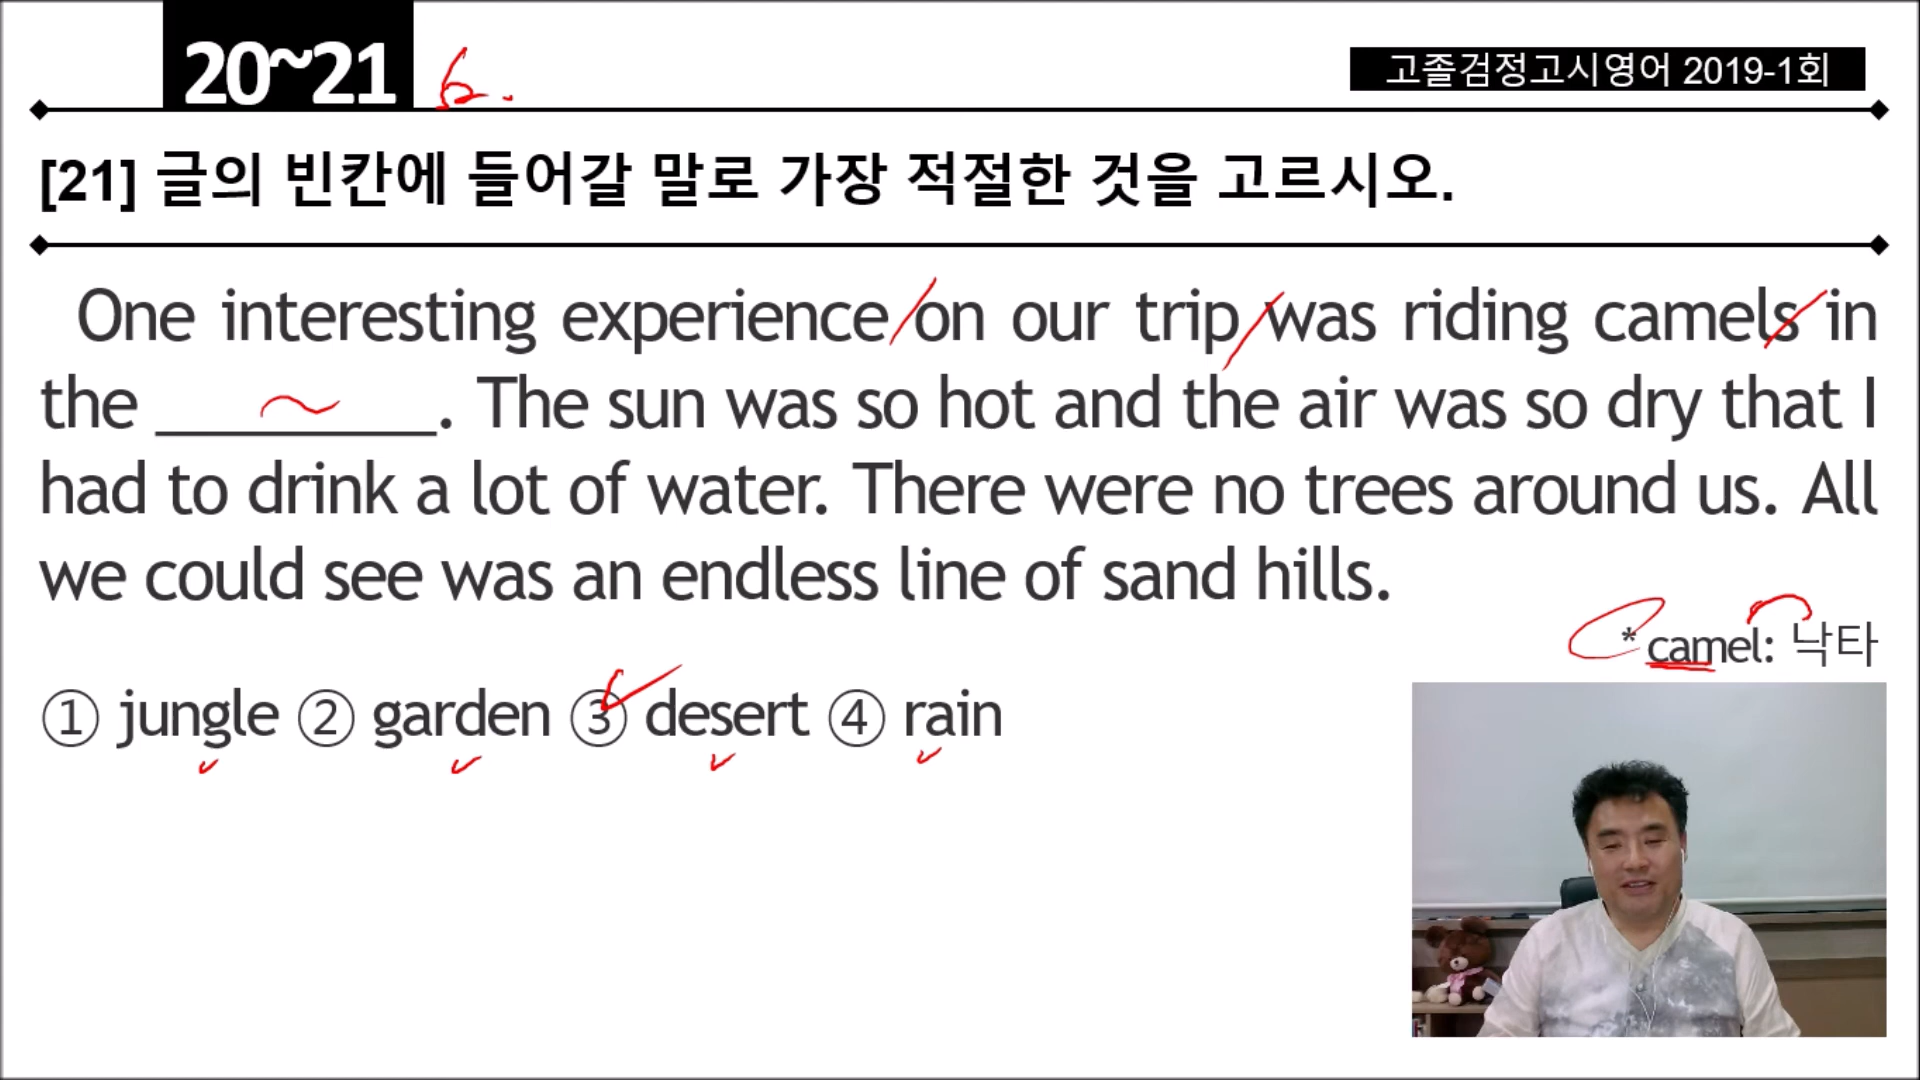 20~21
6.
고졸검정고시영어 2019-1회
[21] 글의 빈칸에 들어갈 말로 가장 적절한 것을 고르시오.
One interesting experience on our trip was riding camels in
the ________. The sun was so hot and the air was so dry that I
had to drink a lot of water. There were no trees around us. All
we could see was an endless line of sand hills.
* camel: 낙타
① jungle ② garden ③ desert ④ rain